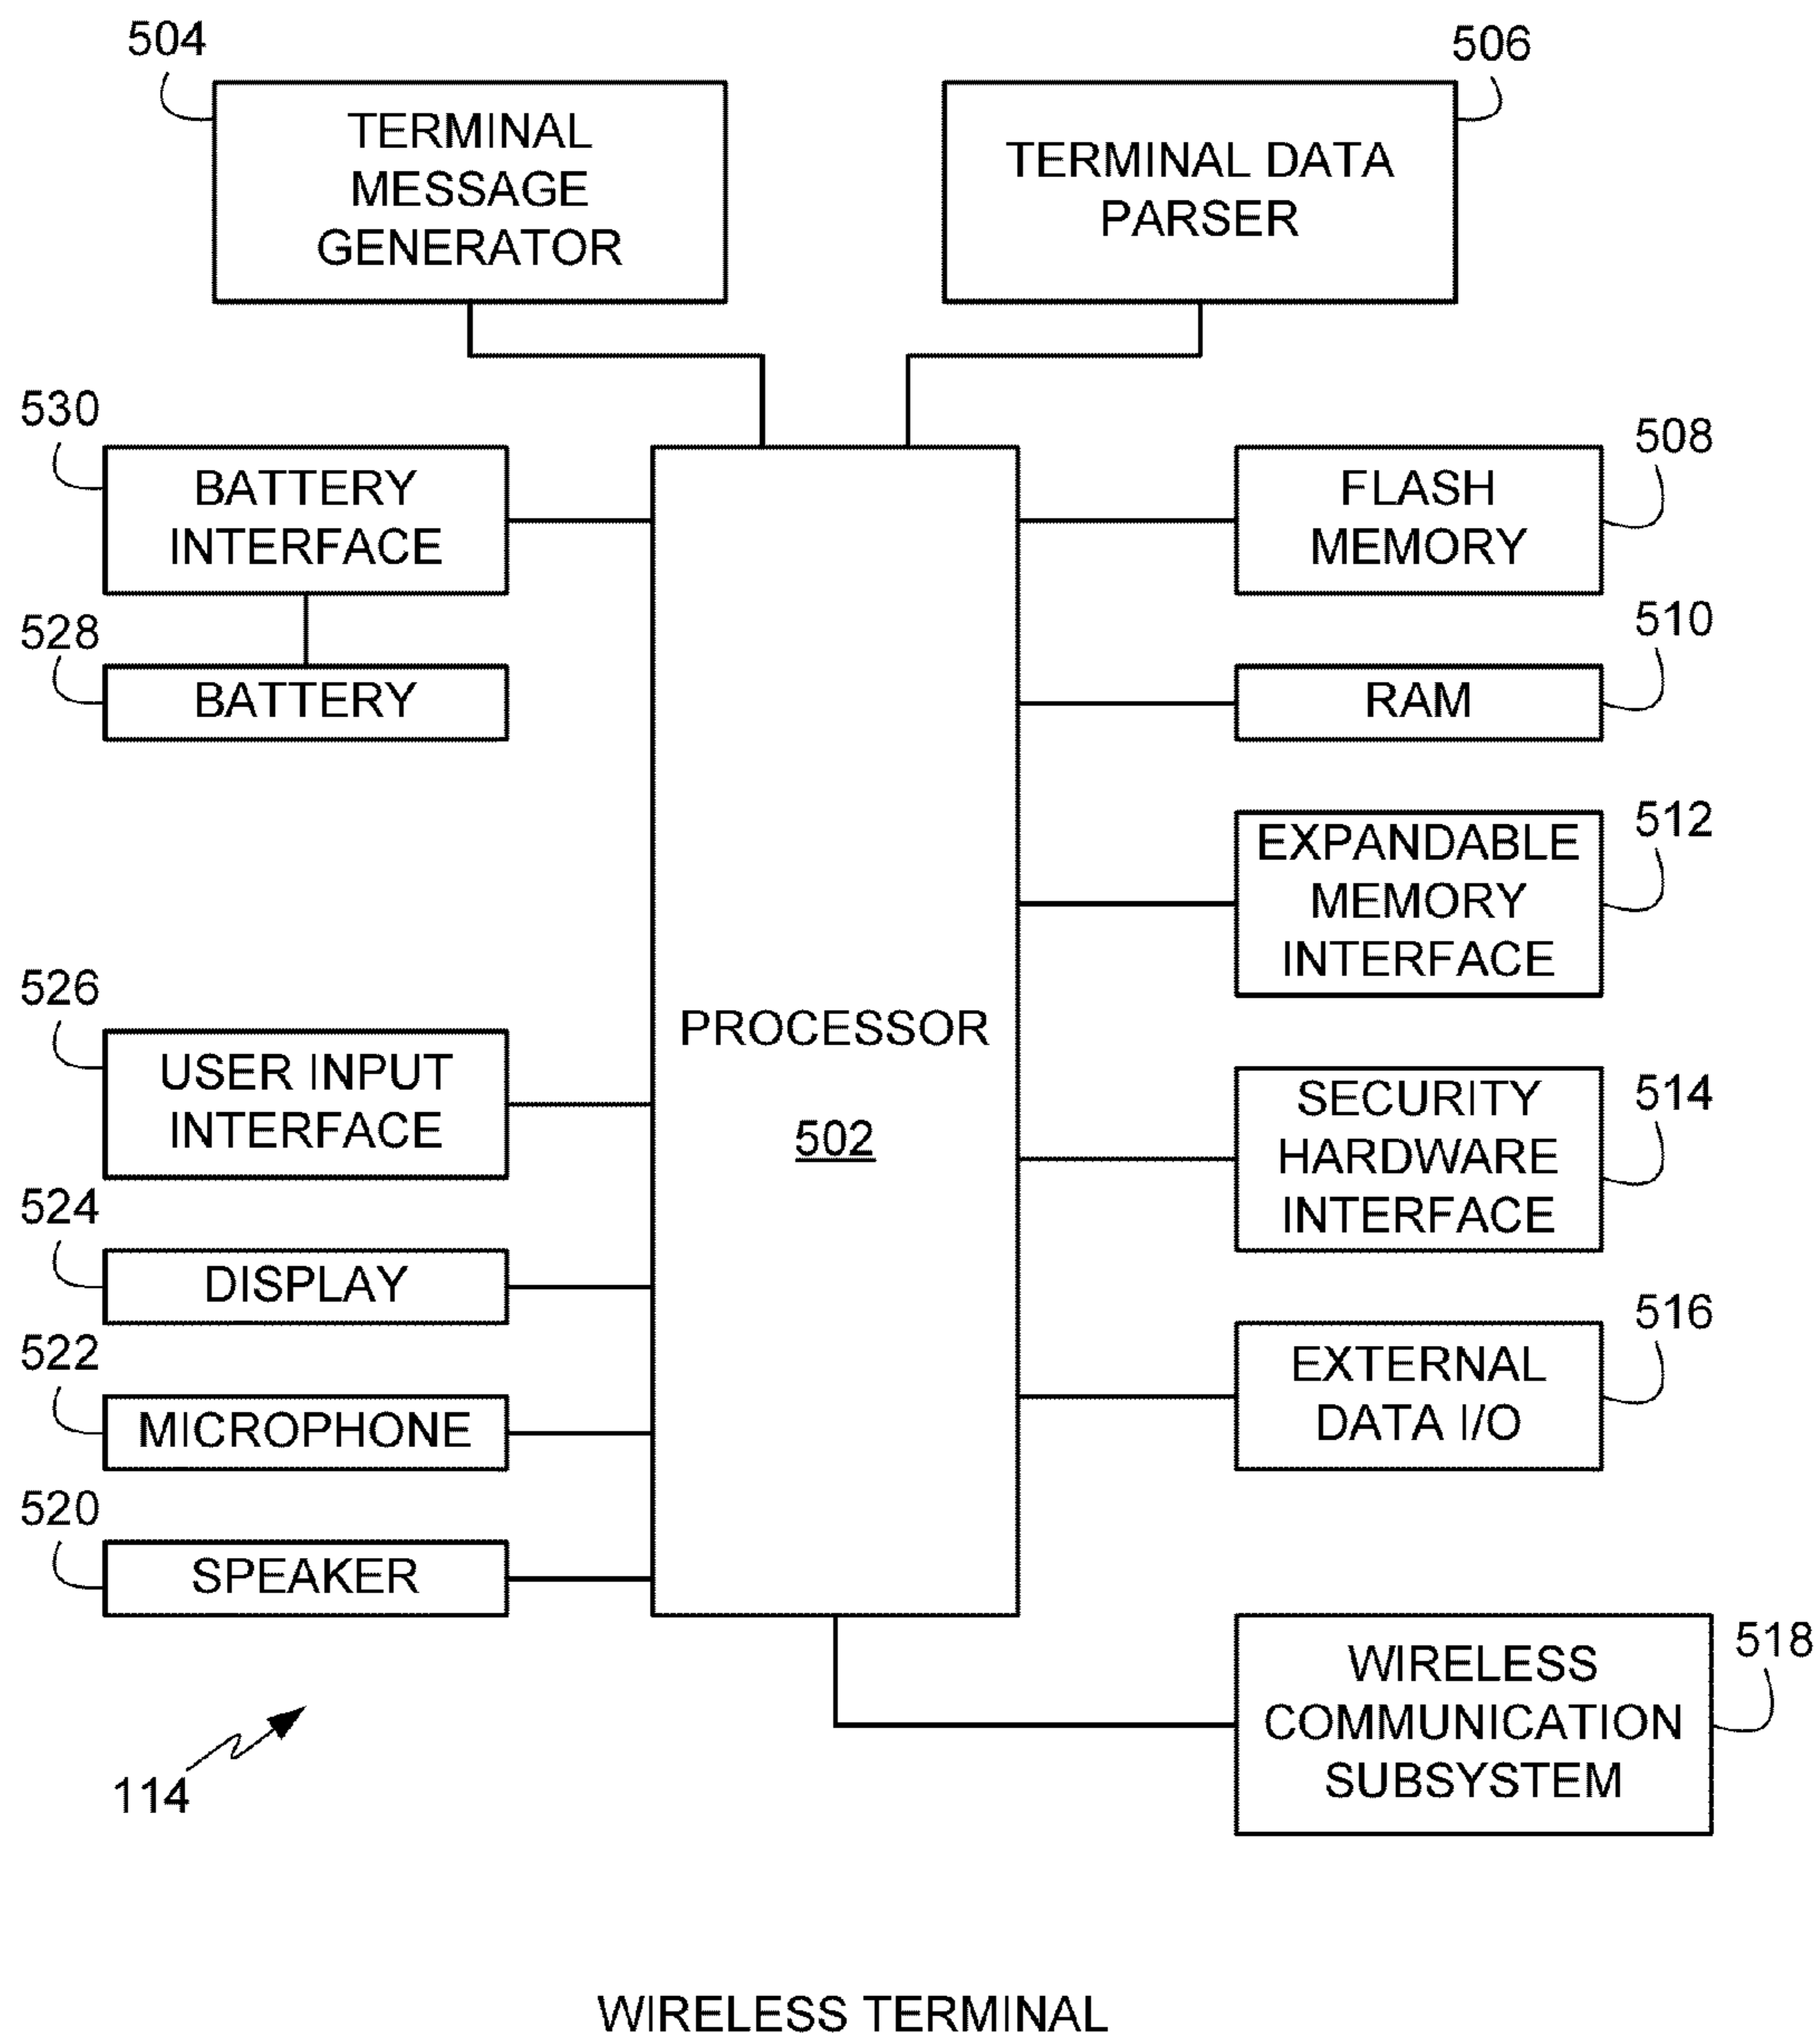 504
TERMINAL
MESSAGE
GENERATOR
506
TERMINAL DATA
PARSER
530
BATTERY
INTERFACE
528
BATTERY
526
USER INPUT
INTERFACE
524
DISPLAY
522
MICROPHONE
520
SPEAKER
PROCESSOR
502
508
FLASH
MEMORY
510
RAM
512
EXPANDABLE
MEMORY
INTERFACE
514
SECURITY
HARDWARE
INTERFACE
516
EXTERNAL
DATA I/O
518
WIRELESS
COMMUNICATION
SUBSYSTEM
114
WIRELESS TERMINAL